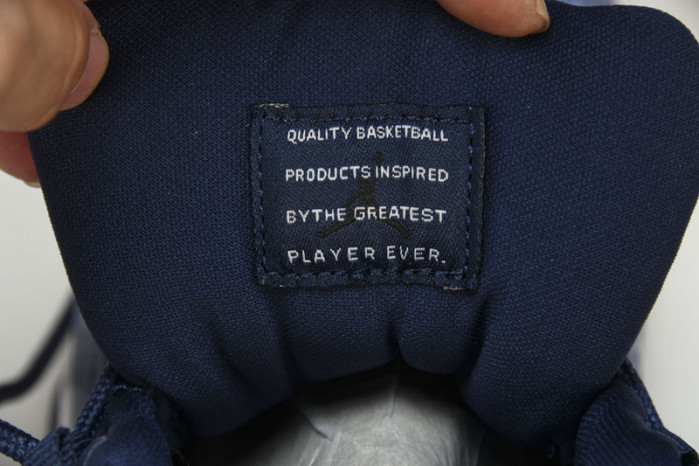 QUALITY BASKETBALL
PRODUCTS INSPIRED
BY THE GREATEST
PLAYER EVER.